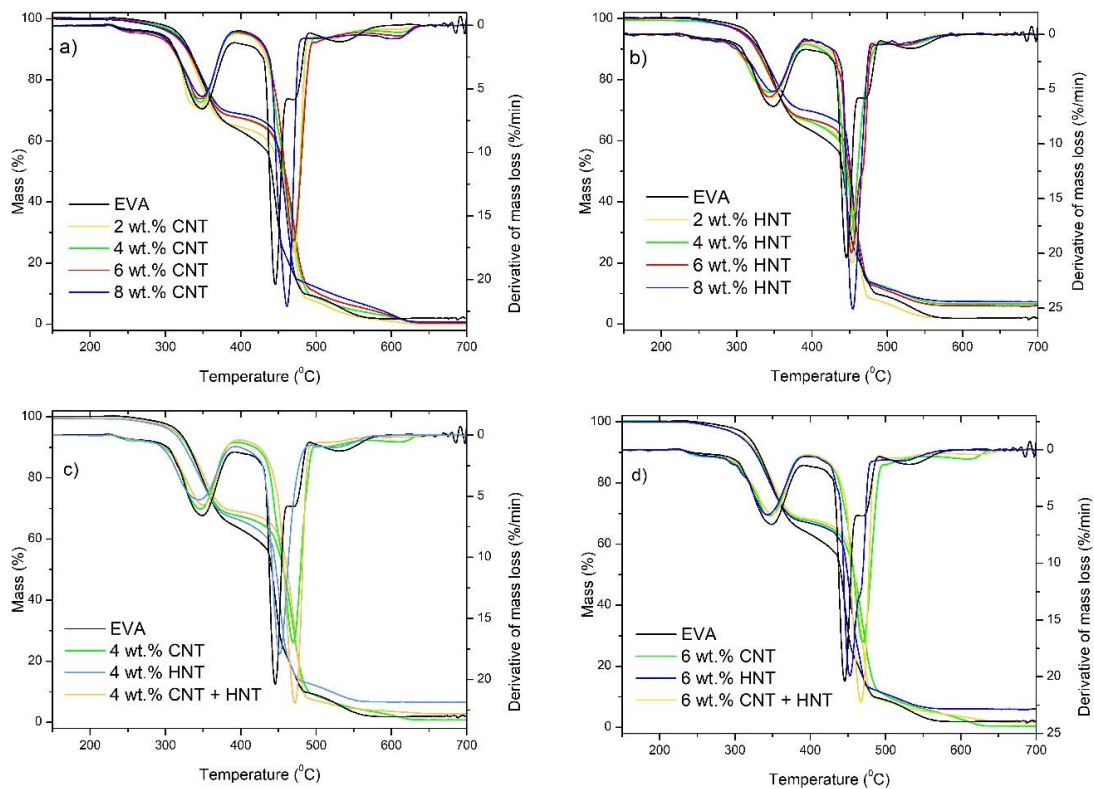 a)
100
80
60
40
20
0
Mass (%)
EVA
2 wt.% CNT
4 wt.% CNT
6 wt.% CNT
8 wt.% CNT
0
5
10
15
20
Derivative of mass loss (%/min)
200 300 400 500 600 700
Temperature (⁰C)
b)
100
80
60
40
20
0
Mass (%)
EVA
2 wt.% HNT
4 wt.% HNT
6 wt.% HNT
8 wt.% HNT
0
5
10
15
20
25
Derivative of mass loss (%/min)
200 300 400 500 600 700
Temperature (⁰C)
c)
100
80
60
40
20
0
Mass (%)
EVA
4 wt.% CNT
4 wt.% HNT
4 wt.% CNT + HNT
0
5
10
15
20
Derivative of mass loss (%/min)
200 300 400 500 600 700
Temperature (⁰C)
d)
100
80
60
40
20
0
Mass (%)
EVA
6 wt.% CNT
6 wt.% HNT
6 wt.% CNT + HNT
0
5
10
15
20
25
Derivative of mass loss (%/min)
200 300 400 500 600 700
Temperature (⁰C)